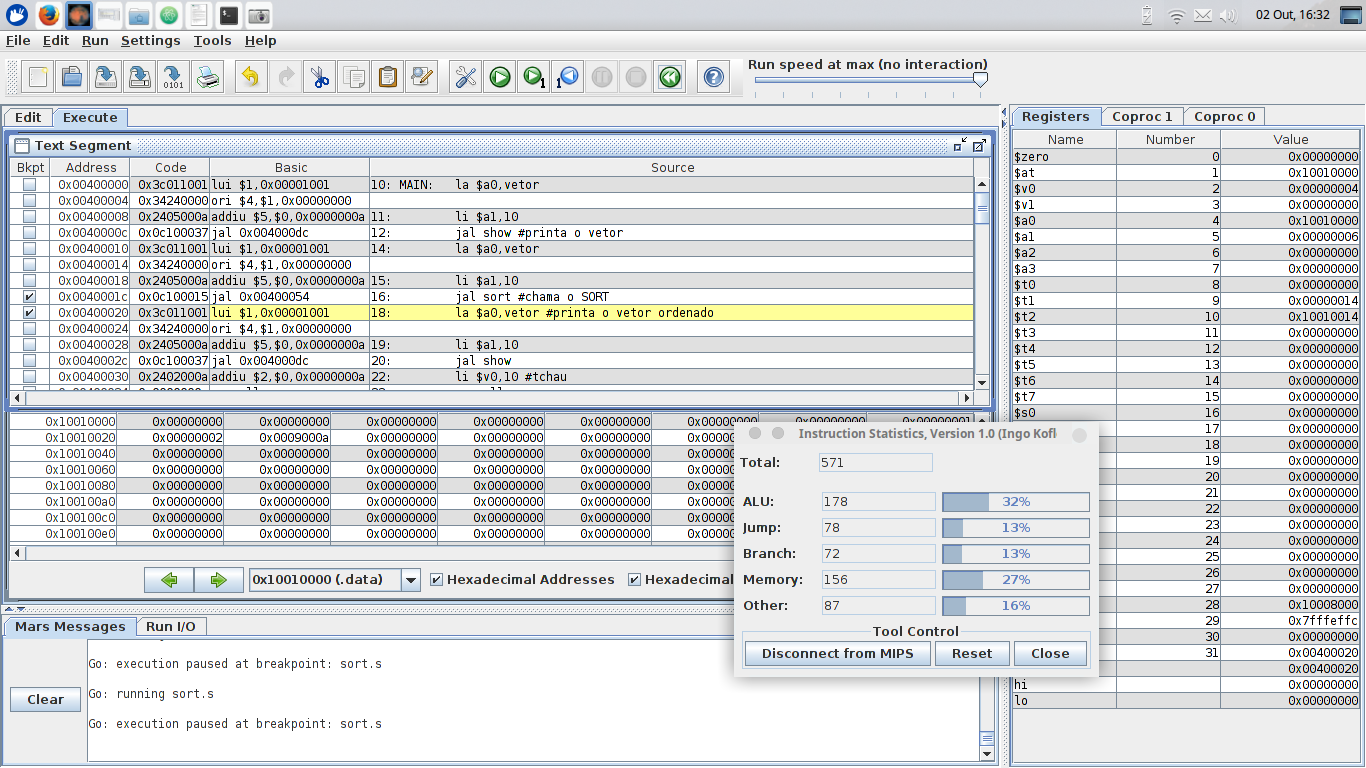 02 Out, 16:32
File Edit Run Settings Tools Help
Run speed at max (no interaction)
Edit Execute
Registers Coproc 1 Coproc 0
Text Segment
Name Number Value
Bkpt Address Code Basic Source
0x00400000 0x3c011001 lui $1,0x00001001 10: MAIN: la $a0,vetor
0x00400004 0x34240000 ori $4,$1,0x00000000
0x00400008 0x2405000a addiu $5,$0,0x0000000a 11: li $a1,10
0x0040000c 0x0c100037 jal 0x004000dc 12: jal show #printa o vetor
0x00400010 0x3c011001 lui $1,0x00001001 14: la $a0,vetor
0x00400014 0x34240000 ori $4,$1,0x00000000
0x00400018 0x2405000a addiu $5,$0,0x0000000a 15: li $a1,10
0x0040001c 0x0c100015 jal 0x00400054 16: jal sort #chama o SORT
0x00400020 0x3c011001 lui $1,0x00001001 18: la $a0,vetor #printa o vetor ordenado
0x00400024 0x34240000 ori $4,$1,0x00000000
0x00400028 0x2405000a addiu $5,$0,0x0000000a 19: li $a1,10
0x0040002c 0x0c100037 jal 0x004000dc 20: jal show
0x00400030 0x2402000a addiu $2,$0,0x0000000a 22: li $v0,10 #tchau
0x10010000 0x00000000 0x00000000 0x00000000 0x00000000 0x00000000 0x00000000 0x00000000 0x00000001
0x10010020 0x00000002 0x0009000a 0x00000000 0x00000000 0x00000000
0x10010040 0x00000000 0x00000000 0x00000000 0x00000000 0x00000000
0x10010060 0x00000000 0x00000000 0x00000000 0x00000000 0x00000000
0x10010080 0x00000000 0x00000000 0x00000000 0x00000000 0x00000000
0x100100a0 0x00000000 0x00000000 0x00000000 0x00000000 0x00000000
0x100100c0 0x00000000 0x00000000 0x00000000 0x00000000 0x00000000
0x100100e0 0x00000000 0x00000000 0x00000000 0x00000000 0x00000000
0x10010000 (.data) Hexadecimal Addresses Hexadecimal
Mars Messages Run I/O
Go: execution paused at breakpoint: sort.s
Go: running sort.s
Go: execution paused at breakpoint: sort.s
Clear
Instruction Statistics, Version 1.0 (Ingo Kofl
Total: 571
ALU: 178 32%
Jump: 78 13%
Branch: 72 13%
Memory: 156 27%
Other: 87 16%
Tool Control
Disconnect from MIPS Reset Close
$zero 0 0x00000000
$at 1 0x10010000
$v0 2 0x00000004
$v1 3 0x00000000
$a0 4 0x10010000
$a1 5 0x00000006
$a2 6 0x00000000
$a3 7 0x00000000
$t0 8 0x00000000
$t1 9 0x00000014
$t2 10 0x10010014
$t3 11 0x00000000
$t4 12 0x00000000
$t5 13 0x00000000
$t6 14 0x00000000
$t7 15 0x00000000
$s0 16 0x00000000
17 0x00000000
18 0x00000000
19 0x00000000
20 0x00000000
21 0x00000000
22 0x00000000
23 0x00000000
24 0x00000000
25 0x00000000
26 0x00000000
27 0x00000000
28 0x10008000
29 0x7fffeffc
30 0x00000000
31 0x00400020
0x00400020
hi 0x00000000
lo 0x00000000